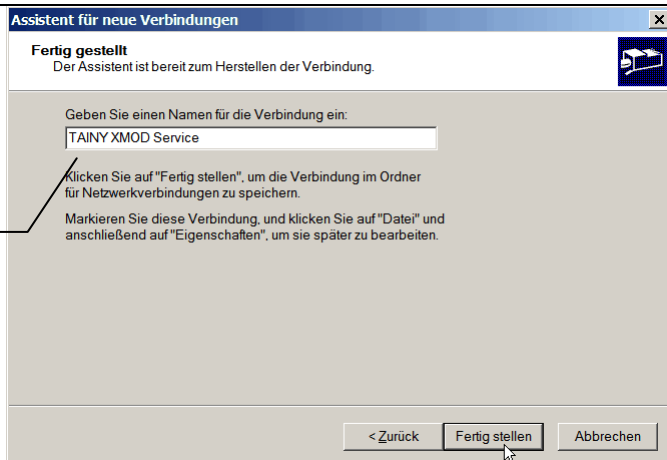 Assistent für neue Verbindungen
Fertig gestellt
Der Assistent ist bereit zum Herstellen der Verbindung.
Geben Sie einen Namen für die Verbindung ein:
TAINY XMOD Service
Klicken Sie auf "Fertig stellen", um die Verbindung im Ordner
für Netzwerkverbindungen zu speichern.
Markieren Sie diese Verbindung, und klicken Sie auf "Datei" und
anschließend auf "Eigenschaften", um sie später zu bearbeiten.
< Zurück Fertig stellen Abbrechen